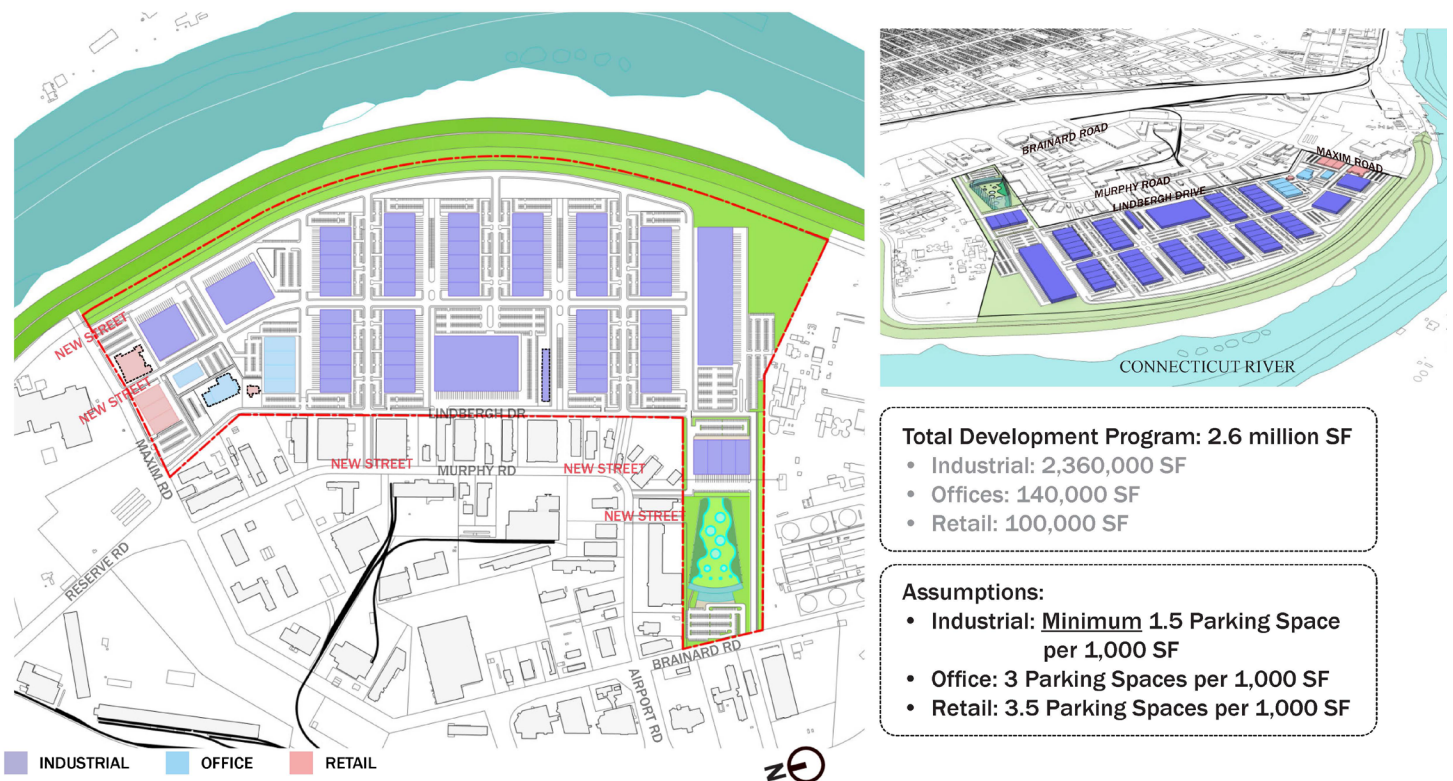 NEW STREET
NEW STREET
MAXIM RD
LINDBERGH DR
NEW STREET
MURPHY RD
NEW STREET
NEW STREET
RESERVE RD
BRAINARD RD
AIRPORT RD
INDUSTRIAL
OFFICE
RETAIL
N
BRAINARD ROAD
MAXIM ROAD
MURPHY ROAD
LINDBERGH DRIVE
CONNECTICUT RIVER
Total Development Program: 2.6 million SF
• Industrial: 2,360,000 SF
• Offices: 140,000 SF
• Retail: 100,000 SF
Assumptions:
• Industrial: Minimum 1.5 Parking Space
per 1,000 SF
• Office: 3 Parking Spaces per 1,000 SF
• Retail: 3.5 Parking Spaces per 1,000 SF